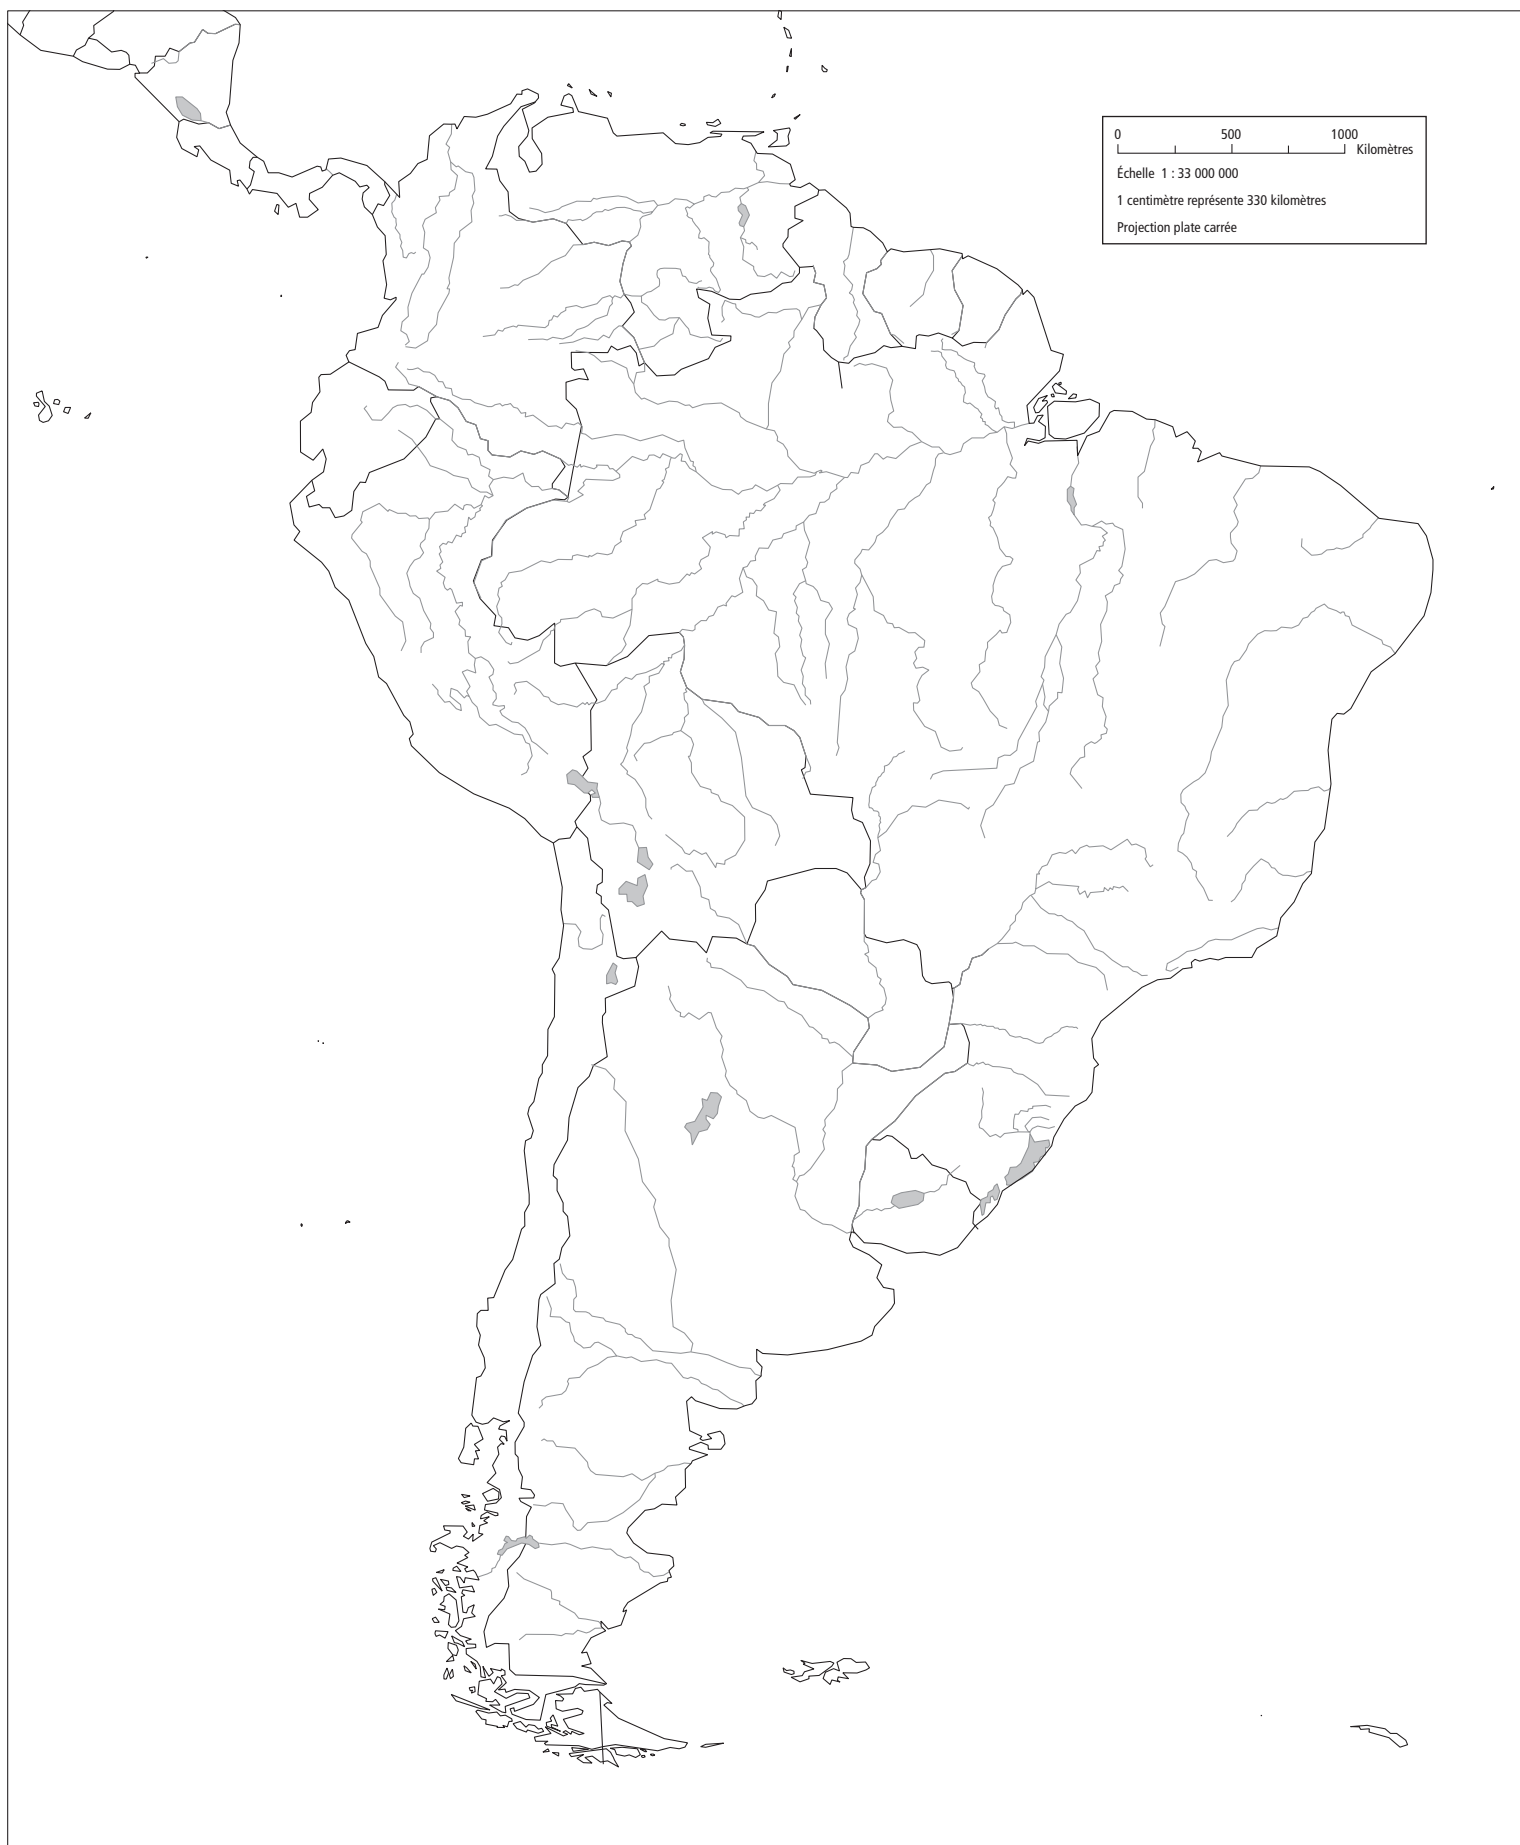 0 500 1000
Kilomètres
Échelle 1 : 33 000 000
1 centimètre représente 330 kilomètres
Projection plate carrée